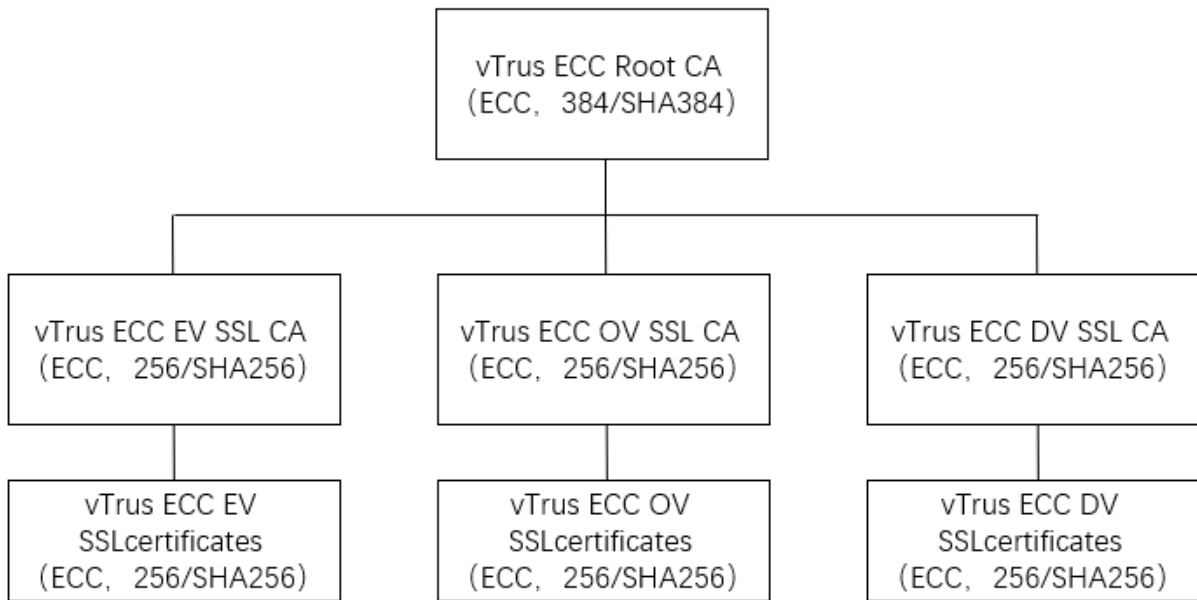 vTrus ECC Root CA
（ECC，384/SHA384）
vTrus ECC EV SSL CA
（ECC，256/SHA256）
vTrus ECC OV SSL CA
（ECC，256/SHA256）
vTrus ECC DV SSL CA
（ECC，256/SHA256）
vTrus ECC EV
SSLcertificates
（ECC，256/SHA256）
vTrus ECC OV
SSLcertificates
（ECC，256/SHA256）
vTrus ECC DV
SSLcertificates
（ECC，256/SHA256）